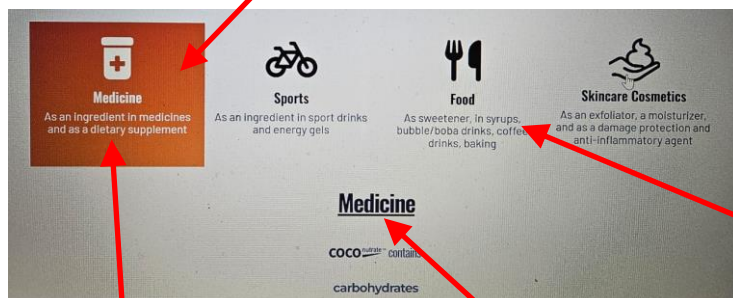 Medicine
As an ingredient in medicines
and as a dietary supplement
Sports
As an ingredient in sport drinks
and energy gels
Food
As sweetener, in syrups,
bubble/boba drinks, coffee
drinks, baking
Skincare Cosmetics
As an exfoliator, a moisturizer,
and as a damage protection and
anti-inflammatory agent
Medicine
COCO nutrate™ contains
carbohydrates